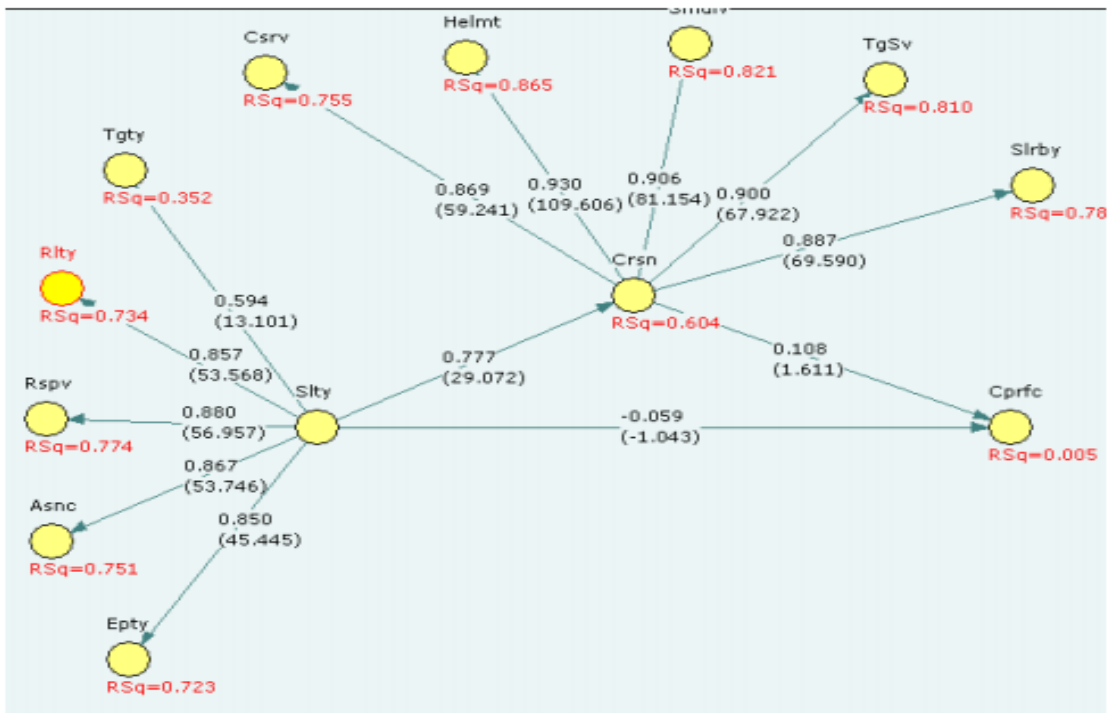 Helmt
Csrv
TgSv
RSq=0.821
RSq=0.865
RSq=0.755
RSq=0.810
Tgty
Slrby
RSq=0.352
0.869
(59.241)
0.930
(109.606)
0.906
(81.154)
0.900
(67.922)
RSq=0.78
Rlty
0.887
(69.590)
Crsn
RSq=0.734
0.594
(13.101)
RSq=0.604
0.857
(53.568)
0.777
(29.072)
0.108
(1.611)
Rspv
Slty
0.880
(56.957)
-0.059
(-1.043)
Cprfc
RSq=0.774
RSq=0.005
0.867
(53.746)
Asnc
0.850
(45.445)
RSq=0.751
Epty
RSq=0.723